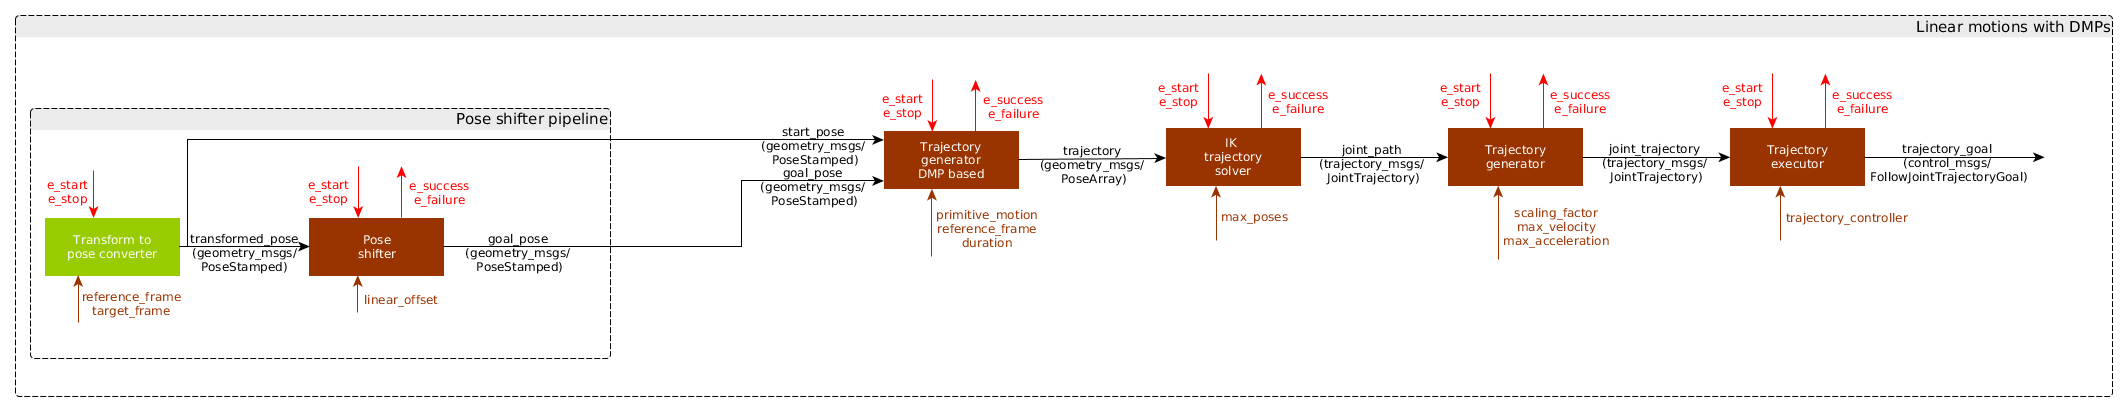 Linear motions with DMPs
Pose shifter pipeline
e_start
e_stop
Transform to
pose converter
reference_frame
target_frame
transformed_pose
(geometry_msgs/
PoseStamped)
e_start
e_stop
e_success
e_failure
Pose
shifter
linear_offset
goal_pose
(geometry_msgs/
PoseStamped)
start_pose
(geometry_msgs/
PoseStamped)
goal_pose
(geometry_msgs/
PoseStamped)
e_start
e_stop
e_success
e_failure
Trajectory
generator
DMP based
primitive_motion
reference_frame
duration
trajectory
(geometry_msgs/
PoseArray)
e_start
e_stop
e_success
e_failure
IK
trajectory
solver
max_poses
joint_path
(trajectory_msgs/
JointTrajectory)
e_start
e_stop
e_success
e_failure
Trajectory
generator
scaling_factor
max_velocity
max_acceleration
joint_trajectory
(trajectory_msgs/
JointTrajectory)
e_start
e_stop
e_success
e_failure
Trajectory
executor
trajectory_controller
trajectory_goal
(control_msgs/
FollowJointTrajectoryGoal)